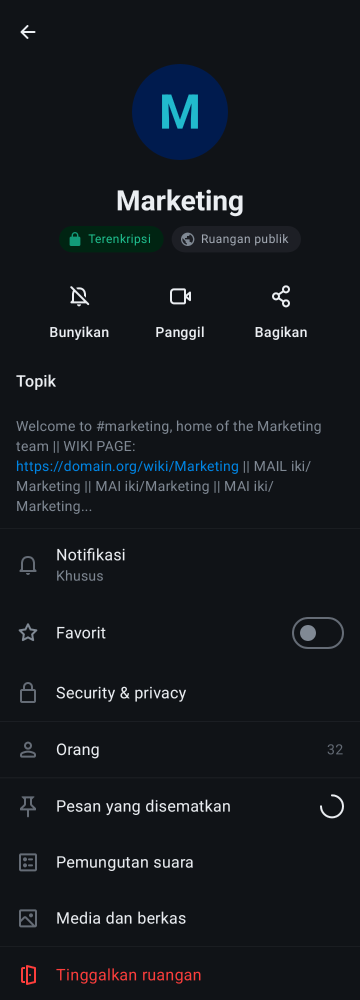 M
Marketing
Terenkripsi
Ruangan publik
Bunyikan
Panggil
Bagikan
Topik
Welcome to #marketing, home of the Marketing
team || WIKI PAGE:
https://domain.org/wiki/Marketing || MAIL iki/
Marketing || MAI iki/Marketing || MAI iki/
Marketing...
Notifikasi
Khusus
Favorit
Security & privacy
Orang 32
Pesan yang disematkan
Pemungutan suara
Media dan berkas
Tinggalkan ruangan